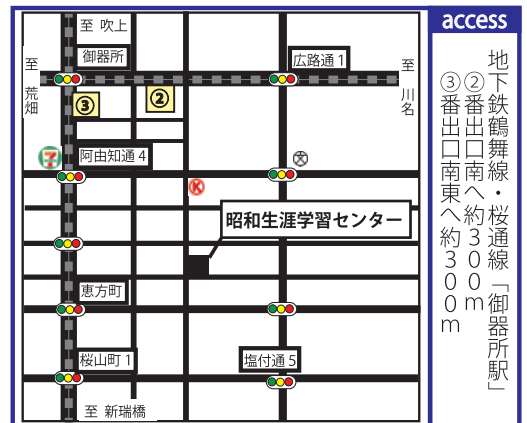 access
地下鉄鶴舞線・桜通線「御器所駅」
②番出口南へ約300m
③番出口南東へ約300m
至 吹上
御器所
広路通1
至 荒畑
至 川名
③
②
阿由知通4
7
文
K
昭和生涯学習センター
恵方町
桜山町1
塩付通5
至 新瑞橋